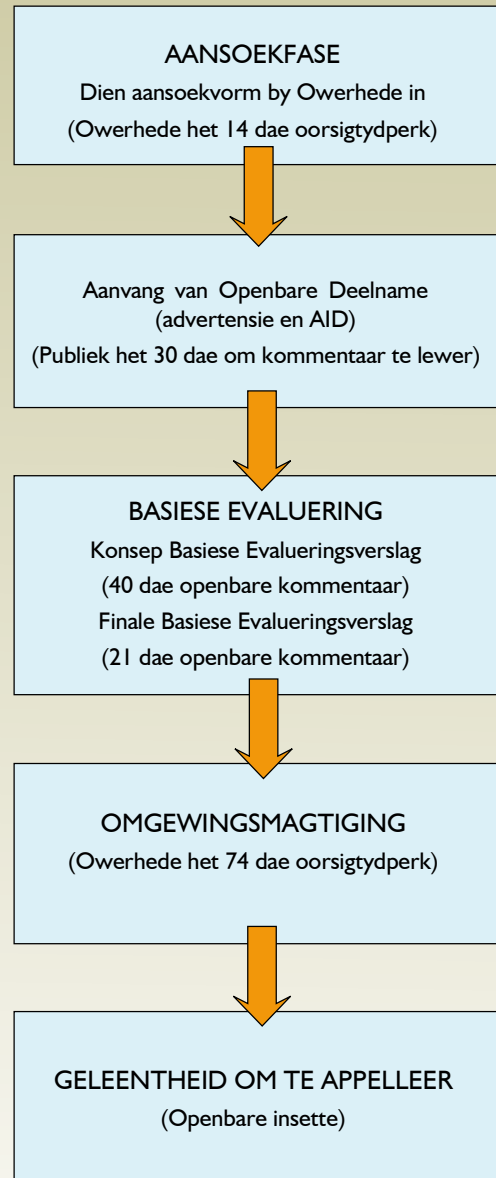 AANSOEKFASE
Dien aansoekvorm by Owerhede in
(Owerhede het 14 dae oorsigtydperk)
Aanvang van Openbare Deelname
(advertensie en AID)
(Publiek het 30 dae om kommentaar te lewer)
BASIESE EVALUERING
Konsep Basiese Evalueringsverslag
(40 dae openbare kommentaar)
Finale Basiese Evalueringsverslag
(21 dae openbare kommentaar)
OMGEWINGSMAGTIGING
(Owerhede het 74 dae oorsigtydperk)
GELEENTHEID OM TE APPELLEER
(Openbare insette)